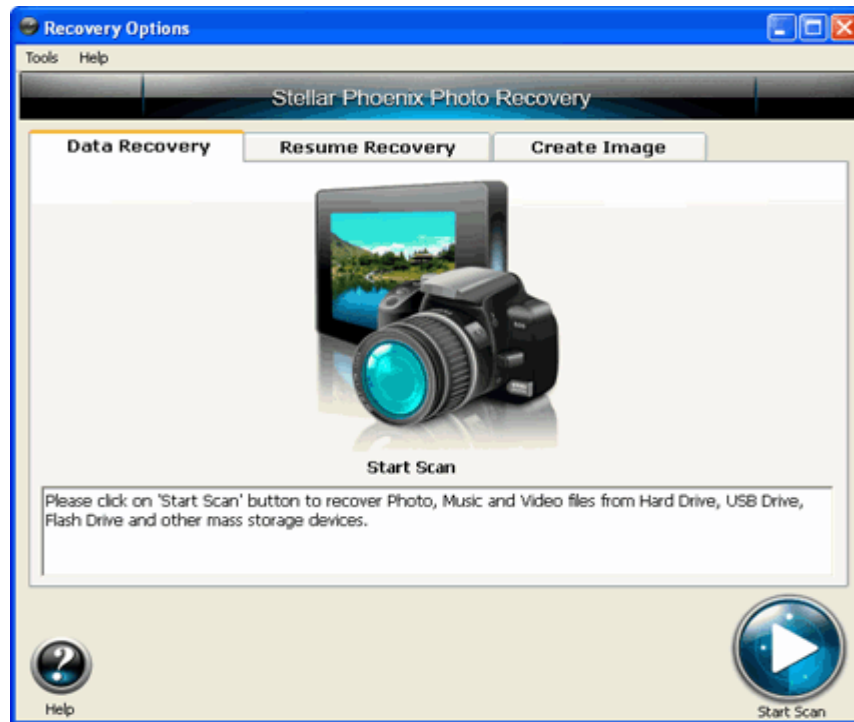 Recovery Options
Tools Help
Stellar Phoenix Photo Recovery
Data Recovery Resume Recovery Create Image
Start Scan
Please click on 'Start Scan' button to recover Photo, Music and Video files from Hard Drive, USB Drive,
Flash Drive and other mass storage devices.
Help
Start Scan